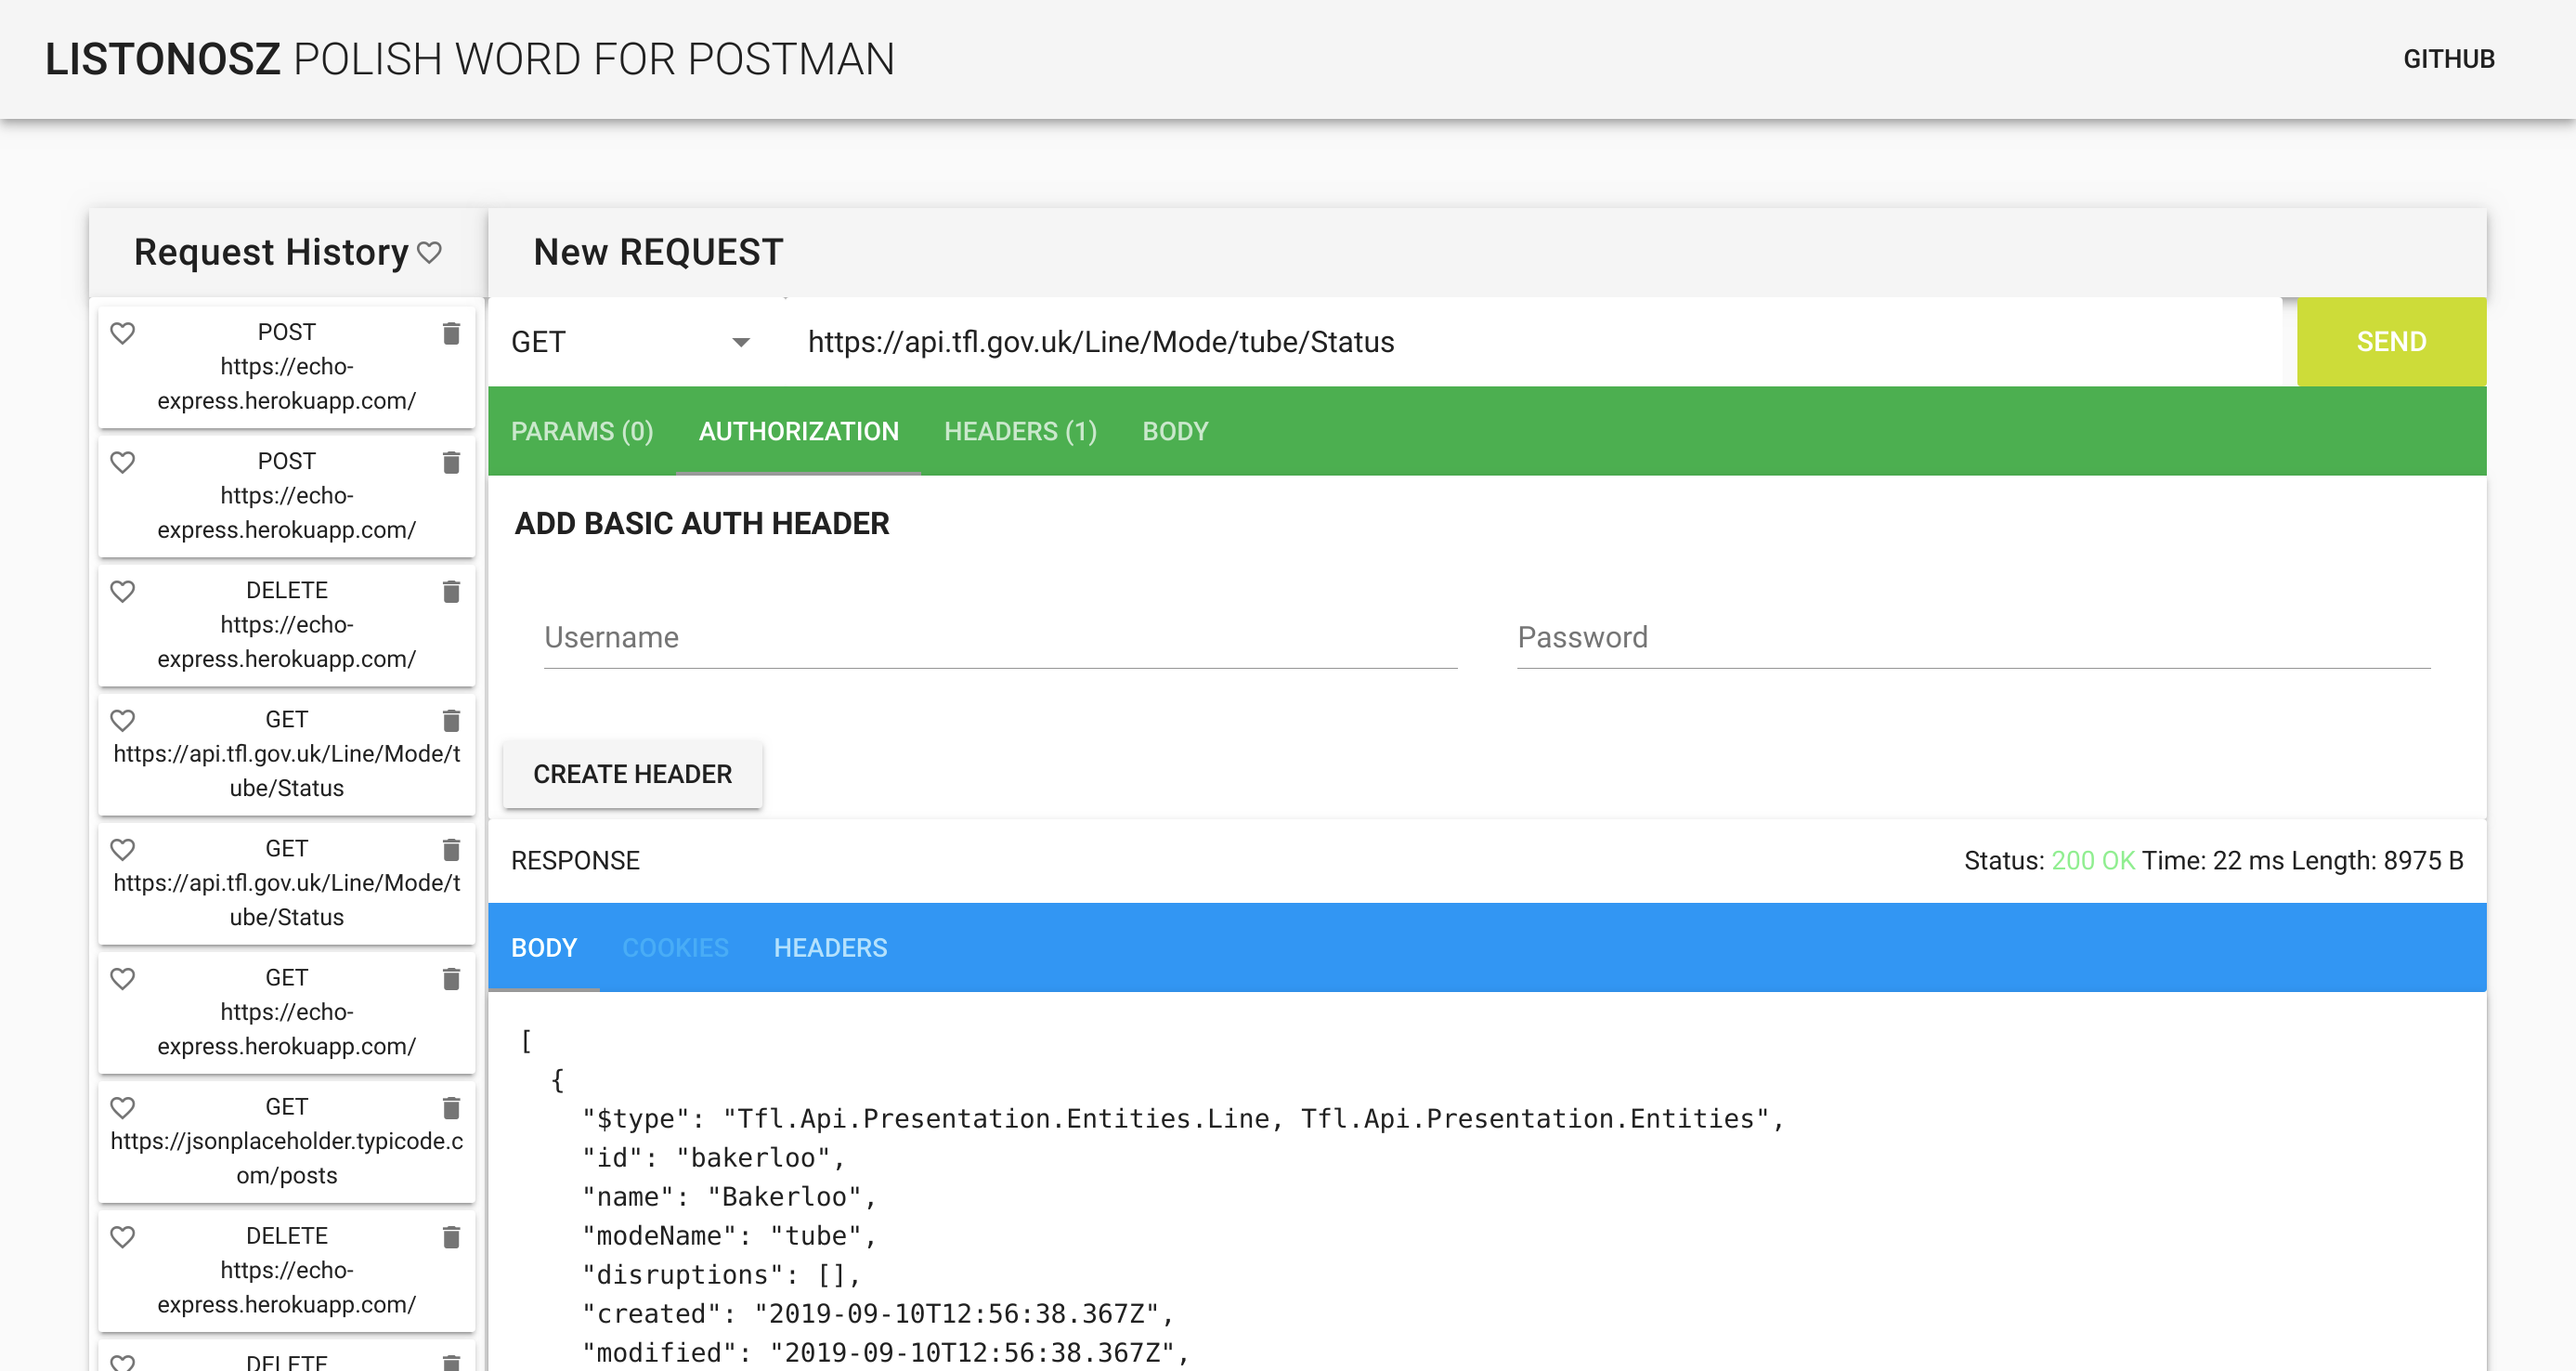 LISTONOSZ POLISH WORD FOR POSTMAN
GITHUB
Request History
POST
https://echo-
express.herokuapp.com/
POST
https://echo-
express.herokuapp.com/
DELETE
https://echo-
express.herokuapp.com/
GET
https://api.tfl.gov.uk/Line/Mode/t
ube/Status
GET
https://api.tfl.gov.uk/Line/Mode/t
ube/Status
GET
https://echo-
express.herokuapp.com/
GET
https://jsonplaceholder.typicode.c
om/posts
DELETE
https://echo-
express.herokuapp.com/
DELETE
New REQUEST
GET https://api.tfl.gov.uk/Line/Mode/tube/Status SEND
PARAMS (0) AUTHORIZATION HEADERS (1) BODY
ADD BASIC AUTH HEADER
Username Password
CREATE HEADER
RESPONSE Status: 200 OK Time: 22 ms Length: 8975 B
BODY COOKIES HEADERS
[
{
"$type": "Tfl.Api.Presentation.Entities.Line, Tfl.Api.Presentation.Entities",
"id": "bakerloo",
"name": "Bakerloo",
"modeName": "tube",
"disruptions": [],
"created": "2019-09-10T12:56:38.367Z",
"modified": "2019-09-10T12:56:38.367Z",